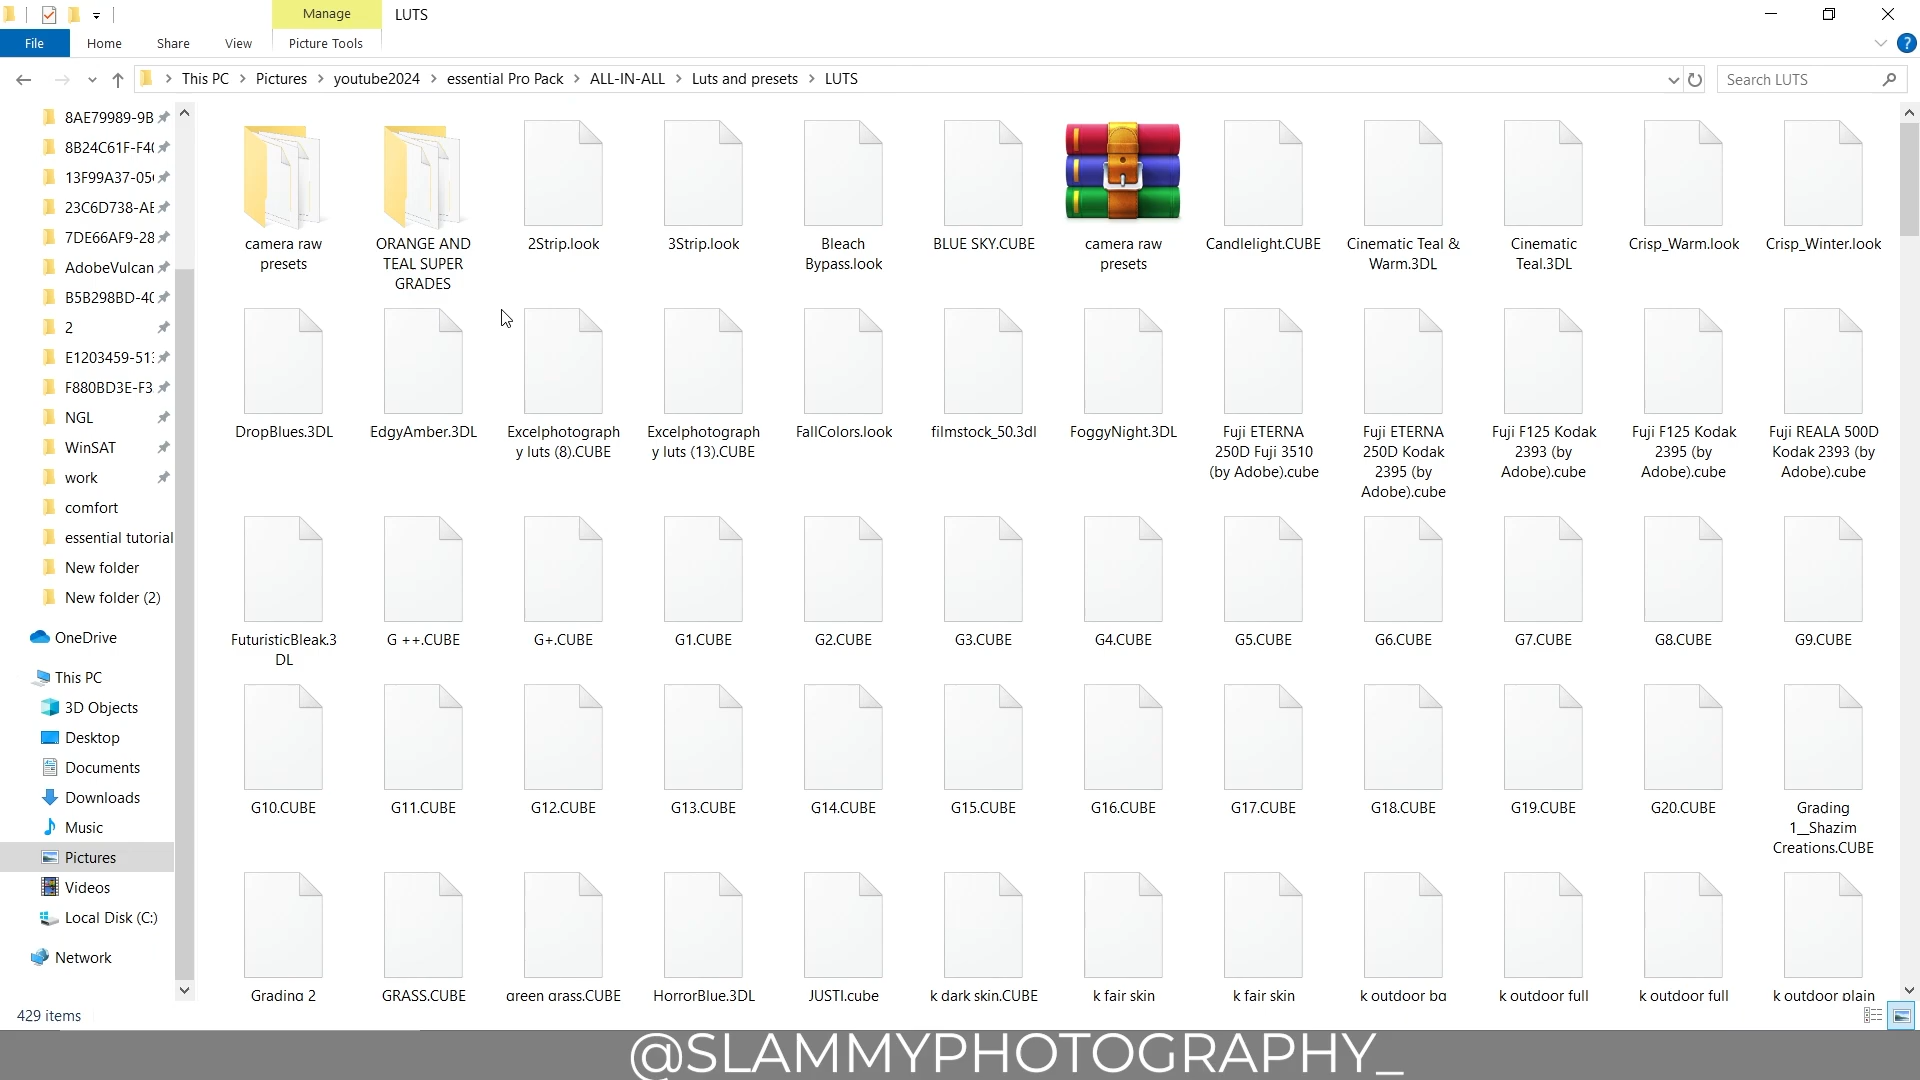 Manage
LUTS
File
Home
Share
View
Picture Tools
This PC
Pictures
youtube2024
essential Pro Pack
ALL-IN-ALL
Luts and presets
LUTS
Search LUTS
8AE79989-9B
8B24C61F-F4(
13F99A37-05(
23C6D738-AE
7DE66AF9-28
AdobeVulcan
B5B298BD-4(
2
E1203459-51
F880BD3E-F3
NGL
WinSAT
work
comfort
essential tutorial
New folder
New folder (2)
OneDrive
This PC
3D Objects
Desktop
Documents
Downloads
Music
Pictures
Videos
Local Disk (C:)
Network
camera raw
presets
ORANGE AND
TEAL SUPER
GRADES
2Strip.look
3Strip.look
Bleach
Bypass.look
BLUE SKY.CUBE
camera raw
presets
Candlelight.CUBE
Cinematic Teal &
Warm.3DL
Cinematic
Teal.3DL
Crisp_Warm.look
Crisp_Winter.look
DropBlues.3DL
EdgyAmber.3DL
Excelphotograph
y luts (8).CUBE
Excelphotograph
y luts (13).CUBE
FallColors.look
filmstock_50.3dl
FoggyNight.3DL
Fuji ETERNA
250D Fuji 3510
(by Adobe).cube
Fuji ETERNA
250D Kodak
2395 (by
Adobe).cube
Fuji F125 Kodak
2393 (by
Adobe).cube
Fuji F125 Kodak
2395 (by
Adobe).cube
Fuji REALA 500D
Kodak 2393 (by
Adobe).cube
FuturisticBleak.3
DL
G ++.CUBE
G+.CUBE
G1.CUBE
G2.CUBE
G3.CUBE
G4.CUBE
G5.CUBE
G6.CUBE
G7.CUBE
G8.CUBE
G9.CUBE
G10.CUBE
G11.CUBE
G12.CUBE
G13.CUBE
G14.CUBE
G15.CUBE
G16.CUBE
G17.CUBE
G18.CUBE
G19.CUBE
G20.CUBE
Grading
1__Shazim
Creations.CUBE
Grading 2
GRASS.CUBE
green grass.CUBE
HorrorBlue.3DL
JUSTI.cube
k dark skin.CUBE
k fair skin
k fair skin
k outdoor bg
k outdoor full
k outdoor full
k outdoor plain
429 items
@SLAMMYPHOTOGRAPHY_